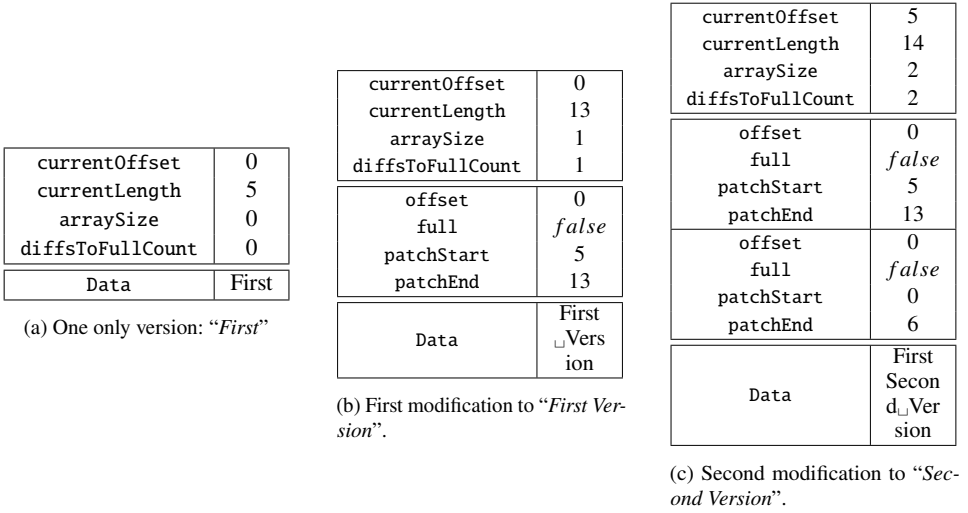 currentOffset 0
currentLength 5
arraySize 0
diffsToFullCount 0
Data First
(a) One only version: “First”
currentOffset 0
currentLength 13
arraySize 1
diffsToFullCount 1
offset 0
full false
patchStart 5
patchEnd 13
First
Data ␣Vers
ion
(b) First modification to “First Ver-
sion”.
currentOffset 5
currentLength 14
arraySize 2
diffsToFullCount 2
offset 0
full false
patchStart 5
patchEnd 13
offset 0
full false
patchStart 0
patchEnd 6
First
Secon
Data
d␣Ver
sion
(c) Second modification to “Sec-
ond Version”.